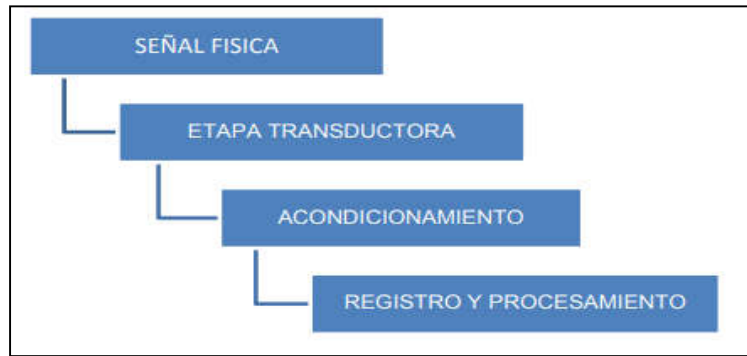 SEÑAL FISICA
ETAPA TRANSDUCTORA
ACONDICIONAMIENTO
REGISTRO Y PROCESAMIENTO